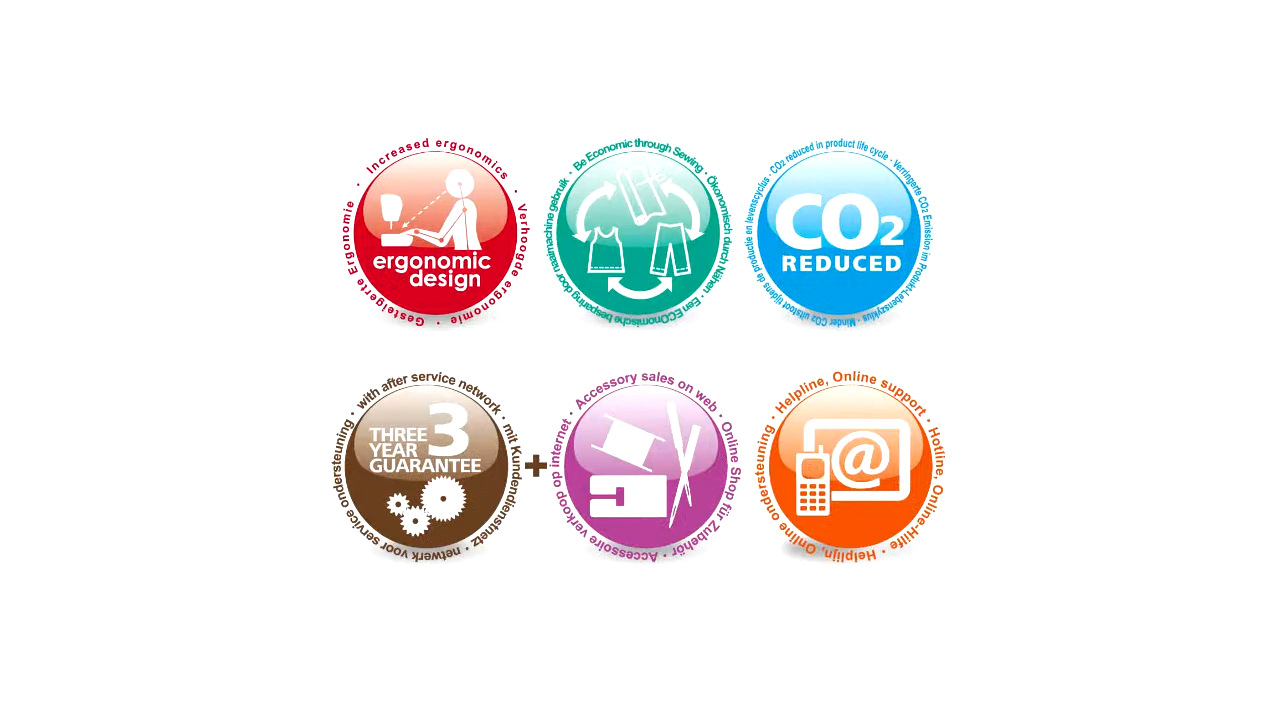 Increased ergonomics · Verhoogde ergonomie · Gesteigerte Ergonomie ·
ergonomic
design
Be Economic through Sewing · Ökonomisch durch Nähen · Een ECOnomische besparing door naaimachine gebruik ·
CO2 reduced in product life cycle · Verringerte CO2 Emission im Produkt-Lebenszyklus · Minder CO2 uitstoot tijdens de productie en levenscyclus ·
CO2
REDUCED
with after service network · mit Kundendienstnetz · netwerk voor service ondersteuning ·
THREE 3
YEAR
GUARANTEE
+
Accessory sales on web · Online Shop für Zubehör · Accessoire verkoop op internet ·
Helpline, Online support · Hotline, Online-Hilfe · Helplijn, Online ondersteuning ·
@